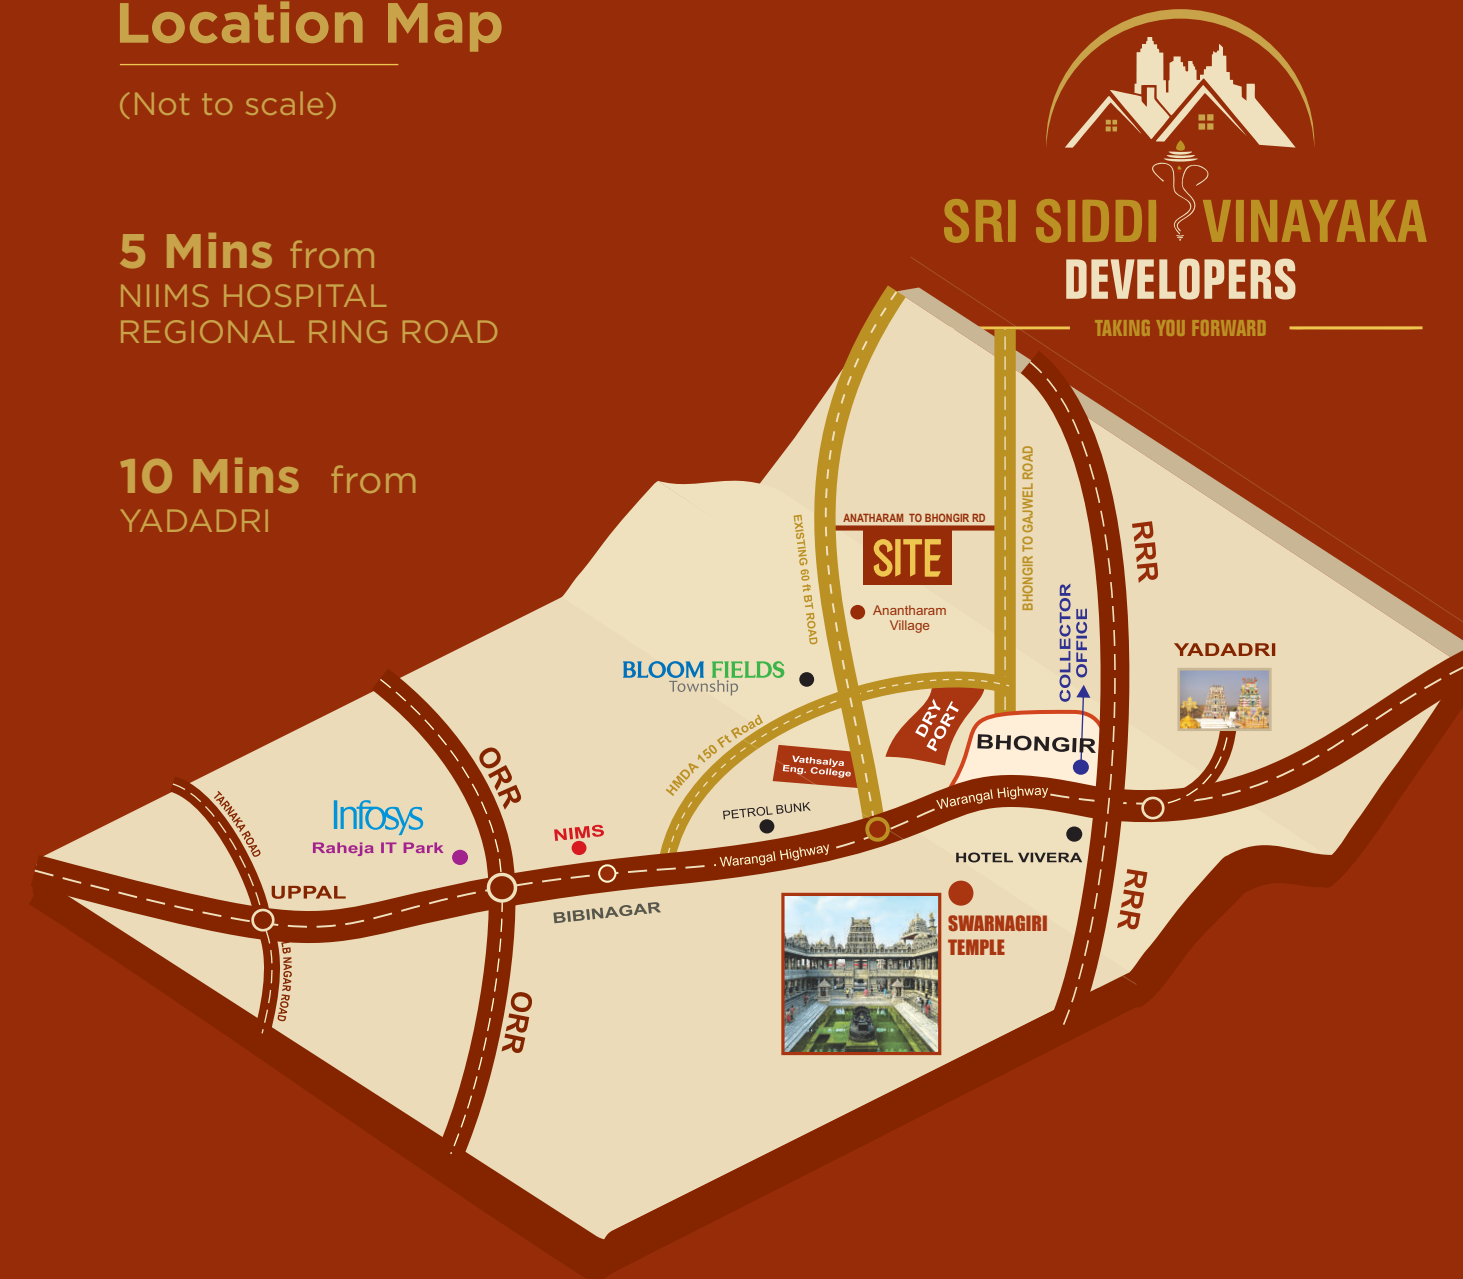 Location Map
(Not to scale)
SRI SIDDI VINAYAKA
DEVELOPERS
TAKING YOU FORWARD
5 Mins from
NIIMS HOSPITAL
REGIONAL RING ROAD
10 Mins from
YADADRI
ANATHARAM TO BHONGIR RD
SITE
EXISTING 60 ft BT ROAD
BHONGIR TO GAJWEL ROAD
RRR
Anantharam
Village
COLLECTOR
OFFICE
YADADRI
BLOOM FIELDS
Township
DRY
PORT
HMDA 150 Ft Road
BHONGIR
Vathsalya
Eng. College
ORR
TARNAKA ROAD
Infosys
Raheja IT Park
NIMS
PETROL BUNK
Warangal Highway
Warangal Highway
HOTEL VIVERA
UPPAL
BIBINAGAR
RRR
SWARNAGIRI
TEMPLE
LB NAGAR ROAD
ORR